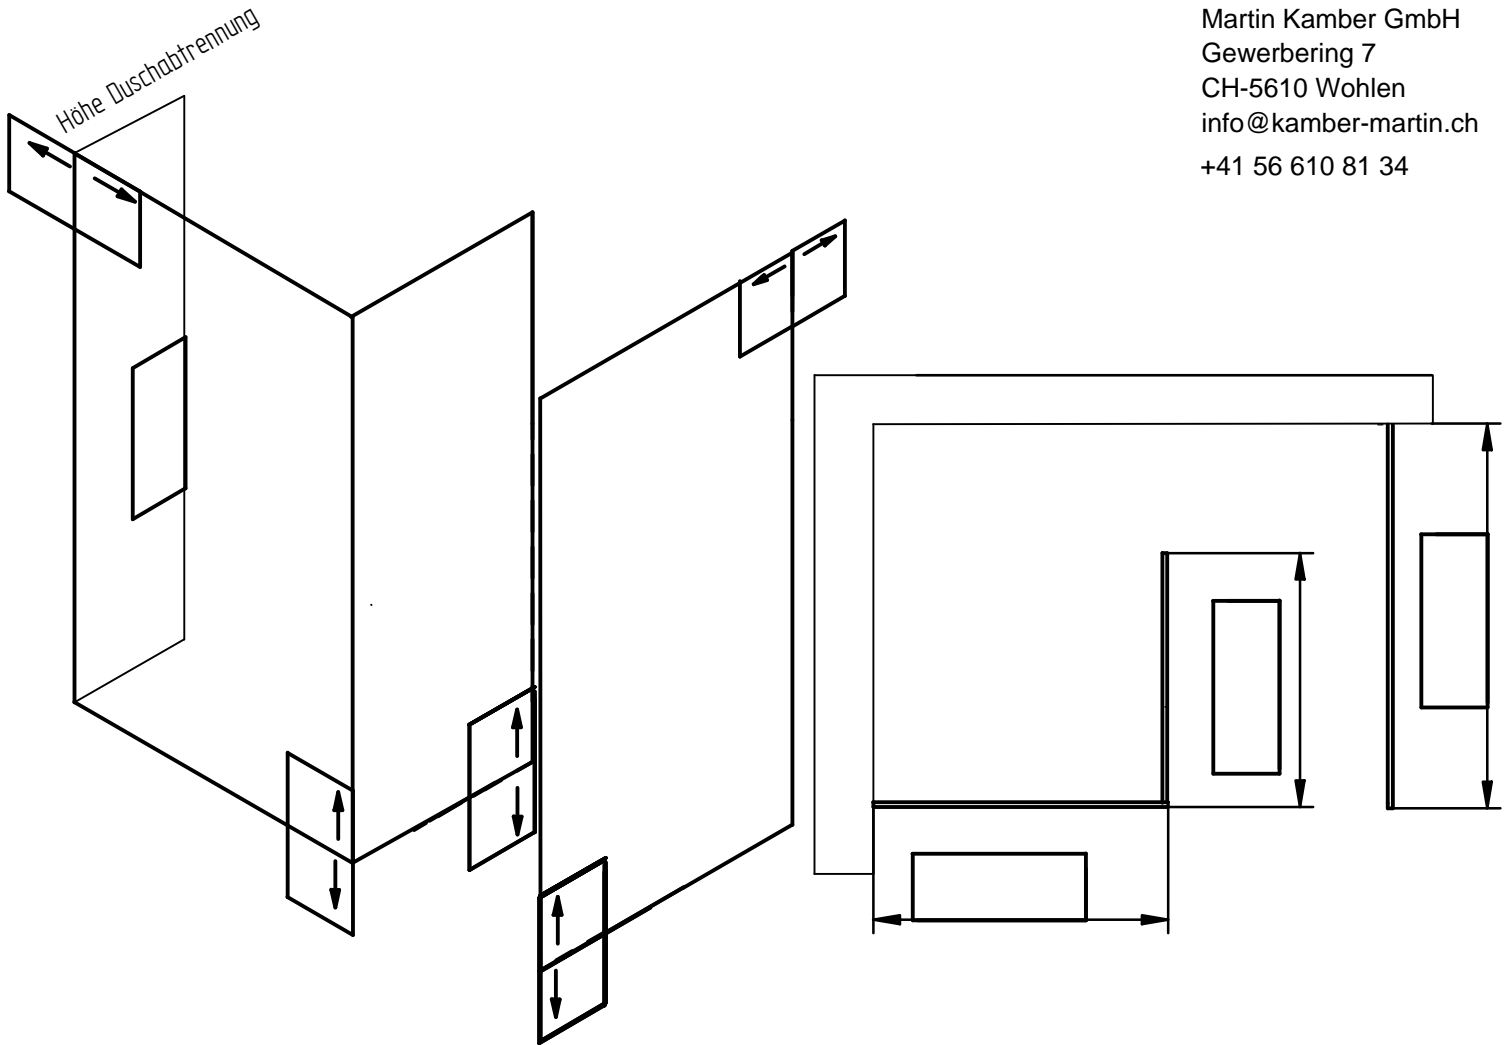 Höhe Duschabtrennung
Martin Kamber GmbH
Gewerbering 7
CH-5610 Wohlen
info@kamber-martin.ch
+41 56 610 81 34